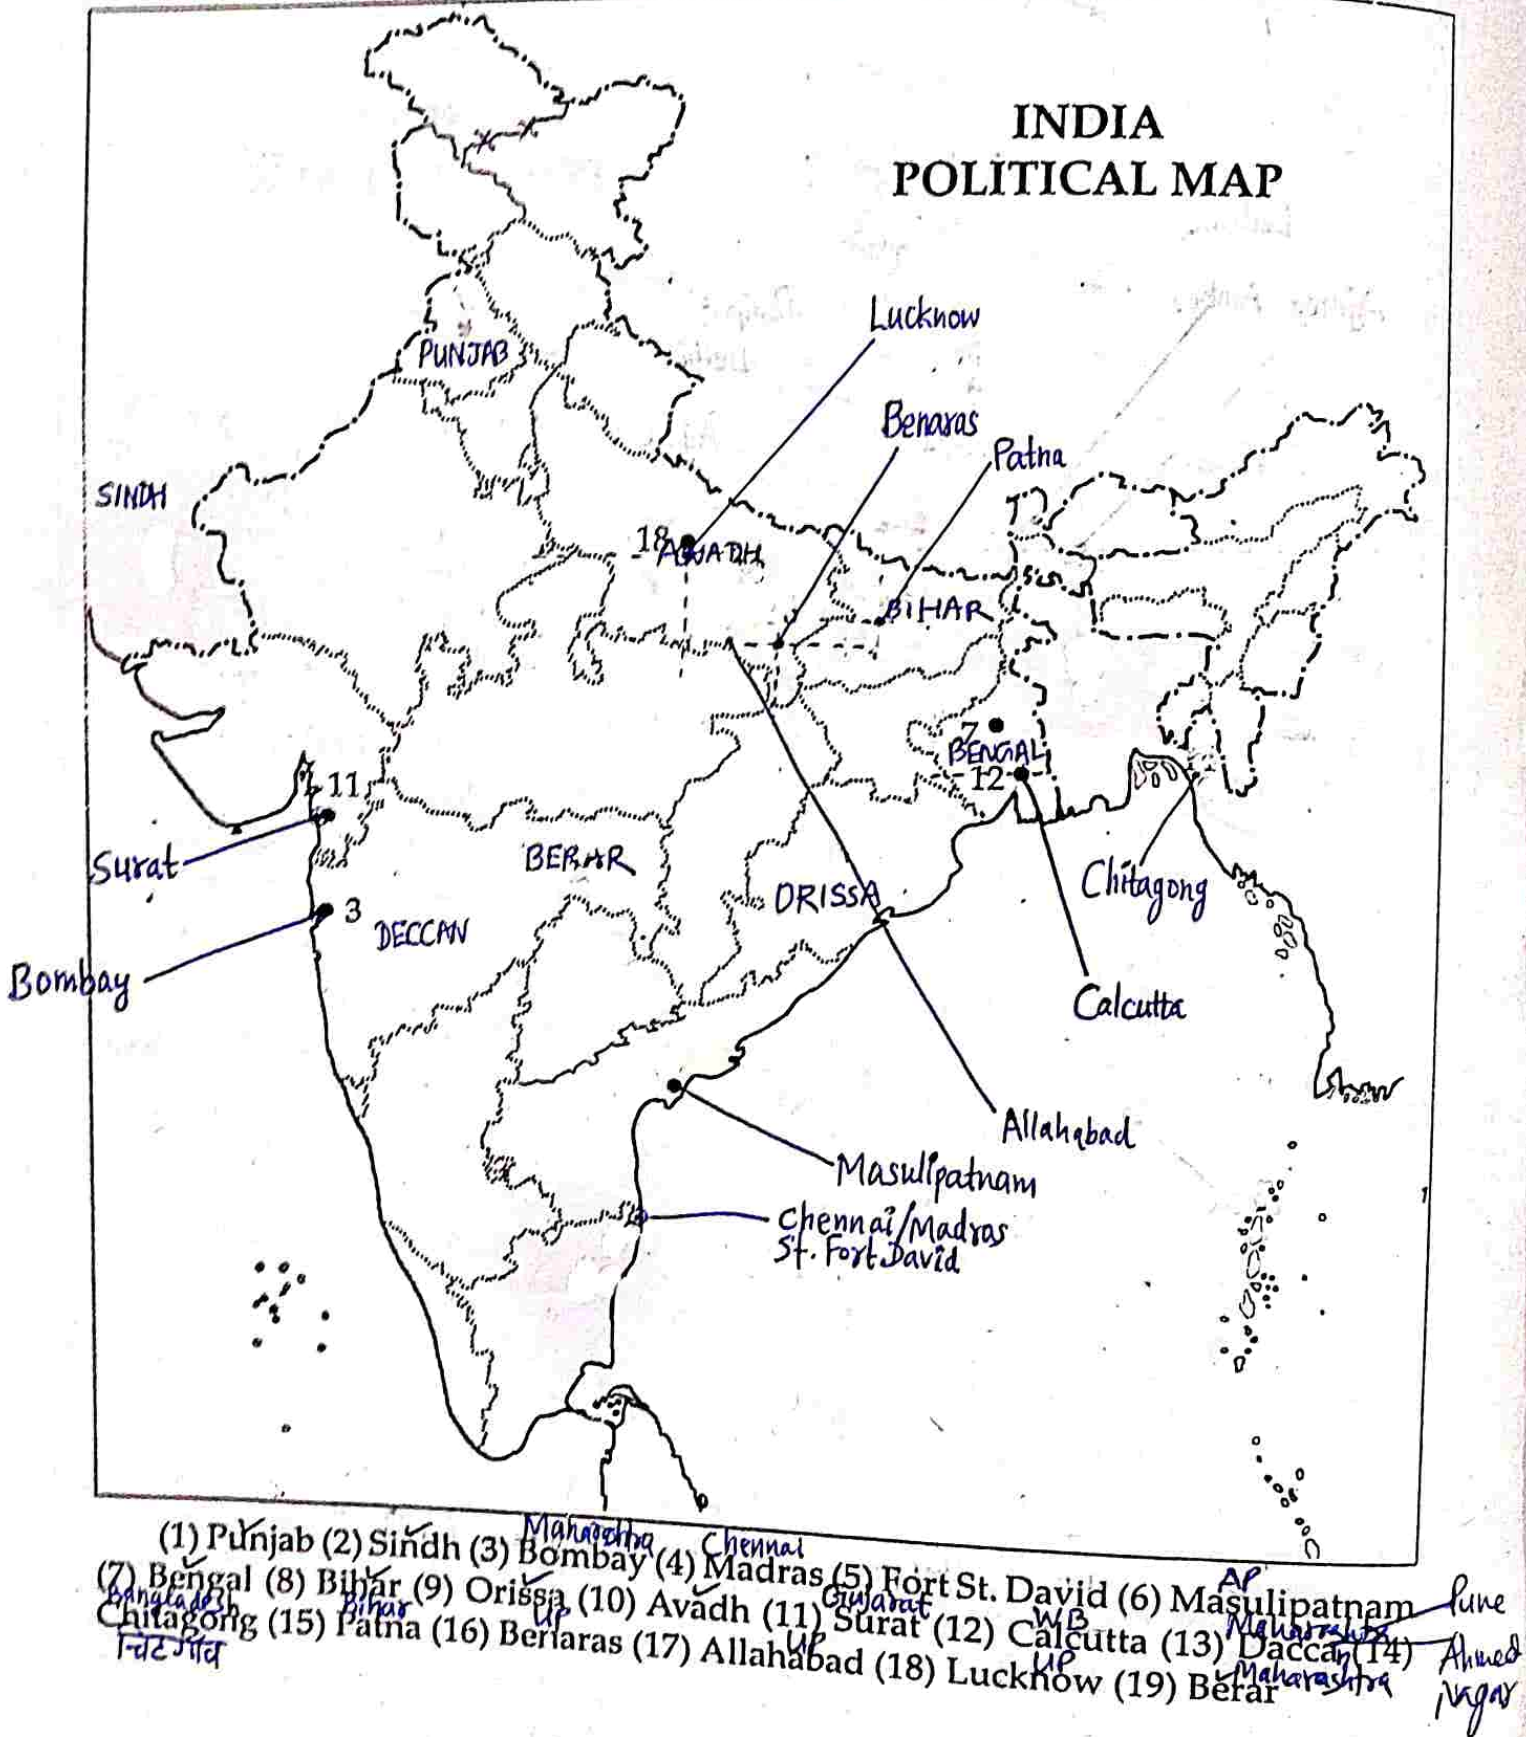 INDIA
POLITICAL MAP
Lucknow
PUNJAB
Benaras
Patna
SINDH
18
AWADH
BIHAR
7
BENGAL
12
11
Surat
BERAR
ORISSA
Chitagong
3
DECCAN
Bombay
Calcutta
Allahabad
Masulipatnam
Chennai/Madras
St. Fort David
Maharashtra Chennai
(1) Punjab (2) Sindh (3) Bombay (4) Madras (5) Fort St. David (6) Masulipatnam
AP
(7) Bengal (8) Bihar (9) Orissa (10) Avadh (11) Surat (12) Calcutta (13) Daccan (14)
Bangladesh Bihar UP Gujarat WB Maharashtra Pune
Chitagong (15) Patna (16) Benaras (17) Allahabad (18) Lucknow (19) Berar
चिटगाँव UP UP Maharashtra
Ahmed
Nagar